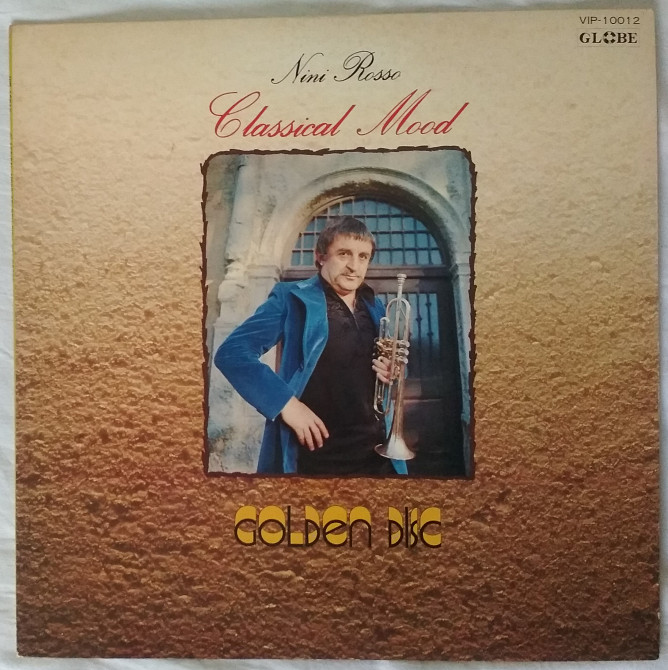 VIP-10012
GLOBE
Nini Rosso
Classical Mood
GOLDEN DISC